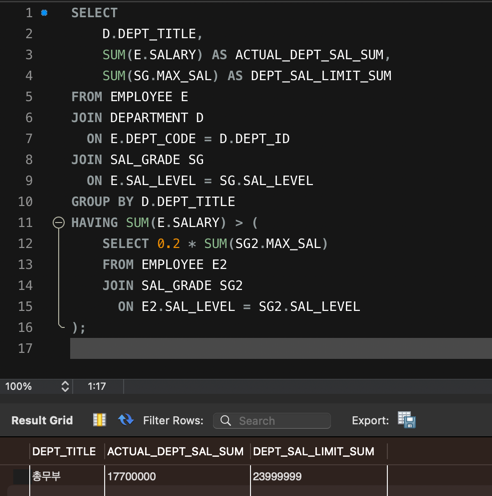 1 SELECT
2 D.DEPT_TITLE,
3 SUM(E.SALARY) AS ACTUAL_DEPT_SAL_SUM,
4 SUM(SG.MAX_SAL) AS DEPT_SAL_LIMIT_SUM
5 FROM EMPLOYEE E
6 JOIN DEPARTMENT D
7 ON E.DEPT_CODE = D.DEPT_ID
8 JOIN SAL_GRADE SG
9 ON E.SAL_LEVEL = SG.SAL_LEVEL
10 GROUP BY D.DEPT_TITLE
11 HAVING SUM(E.SALARY) > (
12 SELECT 0.2 * SUM(SG2.MAX_SAL)
13 FROM EMPLOYEE E2
14 JOIN SAL_GRADE SG2
15 ON E2.SAL_LEVEL = SG2.SAL_LEVEL
16 );
17
100% 1:17
Result Grid Filter Rows: Search Export:
DEPT_TITLE ACTUAL_DEPT_SAL_SUM DEPT_SAL_LIMIT_SUM
총무부 17700000 23999999